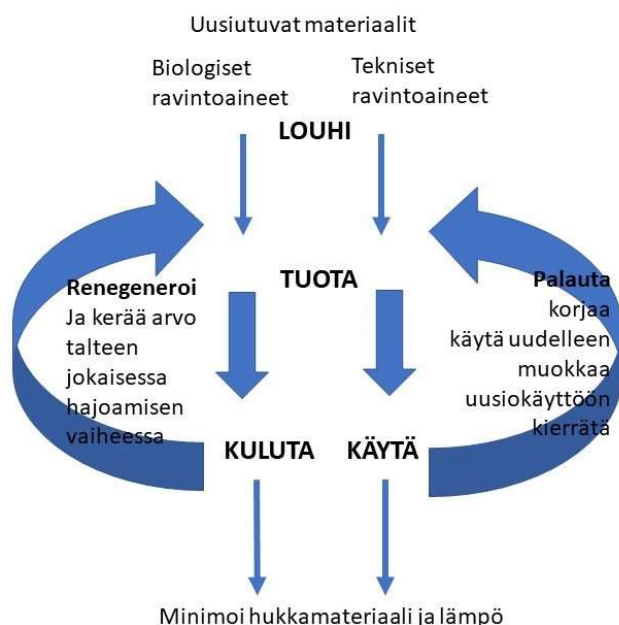 Uusiutuvat materiaalit
Biologiset
ravintoaineet
Tekniset
ravintoaineet
LOUHI
TUOTA
Renegeneroi
Ja kerää arvo
talteen
jokaisessa
hajoamisen
vaiheessa
Palauta
korjaa
käytä uudelleen
muokkaa
uusiokäyttöön
kierrätä
KULUTA
KÄYTÄ
Minimoi hukkamateriaali ja lämpö